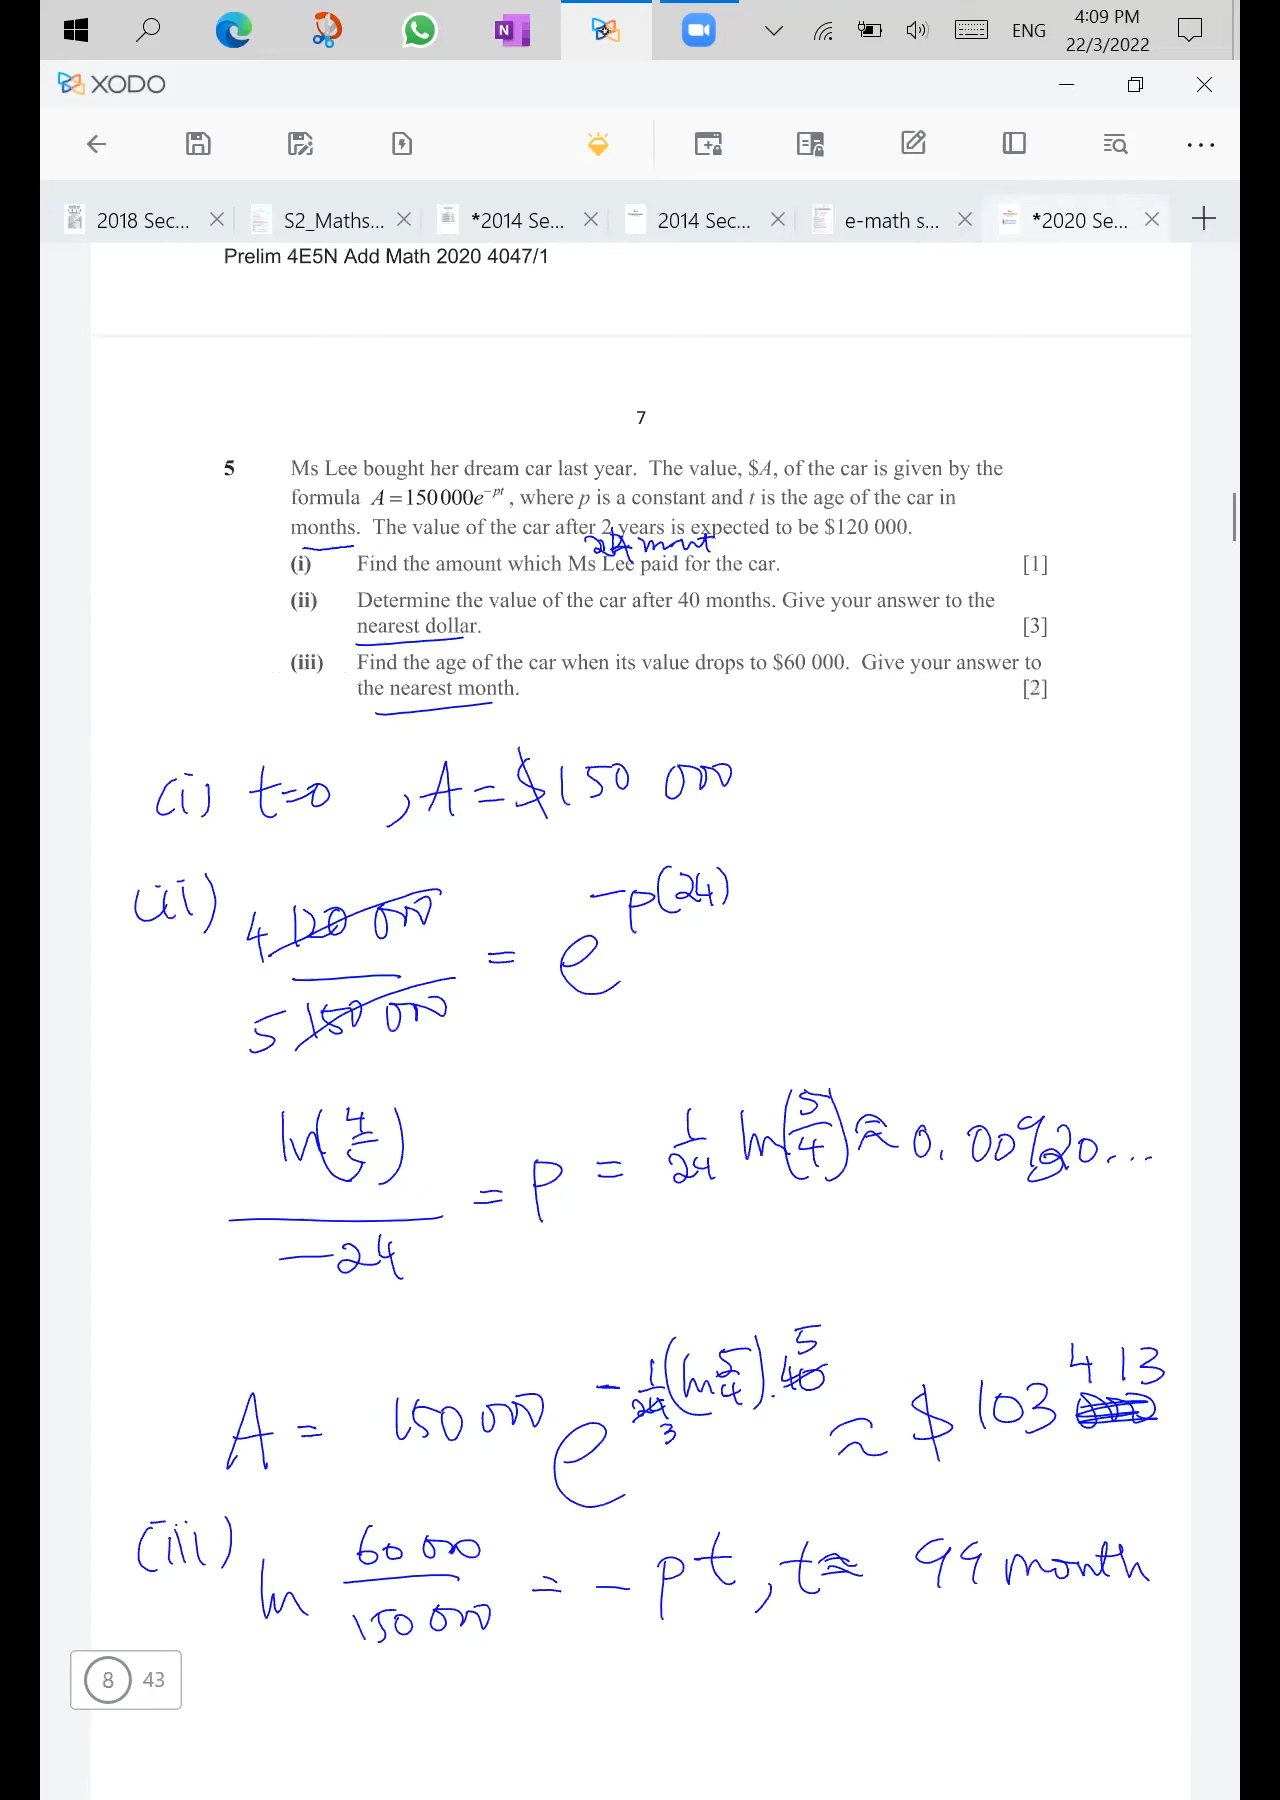 ENG
4:09 PM
22/3/2022
XODO
2018 Sec...
S2_Maths...
*2014 Se...
2014 Sec...
e-math s...
*2020 Se...
Prelim 4E5N Add Math 2020 4047/1
7
5 Ms Lee bought her dream car last year. The value, $A, of the car is given by the
formula A = 150000e^(-pt), where p is a constant and t is the age of the car in
months. The value of the car after 2 years is expected to be $120 000.
24 mont
(i) Find the amount which Ms Lee paid for the car. [1]
(ii) Determine the value of the car after 40 months. Give your answer to the
nearest dollar. [3]
(iii) Find the age of the car when its value drops to $60 000. Give your answer to
the nearest month. [2]
(i) t=0 , A = $150 000
(ii) 4 120 000 / 5 150 000 = e^(-p(24))
ln(4/5) / -24 = p = 1/24 ln(5/4) ≈ 0.00920...
A = 150 000 e^(-1/24 (ln 5/4) . 40) ≈ $ 103 413
5
3
(iii) ln 60 000 / 150 000 = - pt , t ≈ 99 month
8 43